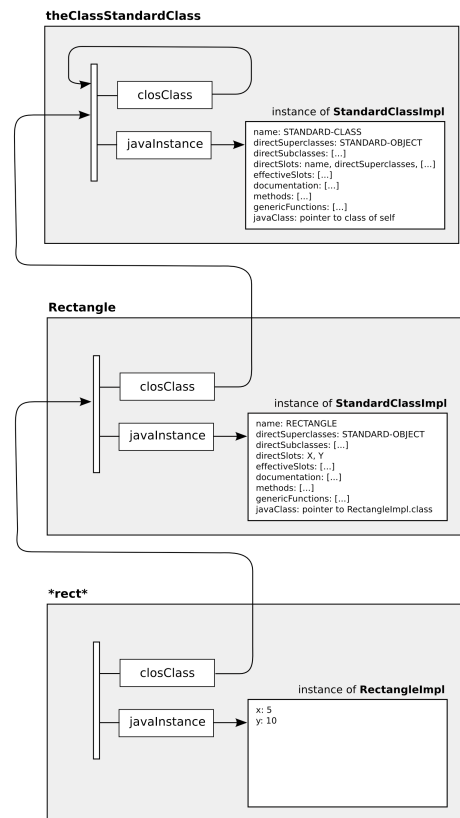 theClassStandardClass
closClass
instance of StandardClassImpl
javaInstance
name: STANDARD-CLASS
directSuperclasses: STANDARD-OBJECT
directSubclasses: [...]
directSlots: name, directSuperclasses, [...]
effectiveSlots: [...]
documentation: [...]
methods: [...]
genericFunctions: [...]
javaClass: pointer to class of self
Rectangle
closClass
instance of StandardClassImpl
javaInstance
name: RECTANGLE
directSuperclasses: STANDARD-OBJECT
directSubclasses: [...]
directSlots: X, Y
effectiveSlots: [...]
documentation: [...]
methods: [...]
genericFunctions: [...]
javaClass: pointer to RectangleImpl.class
*rect*
closClass
instance of RectangleImpl
javaInstance
x: 5
y: 10